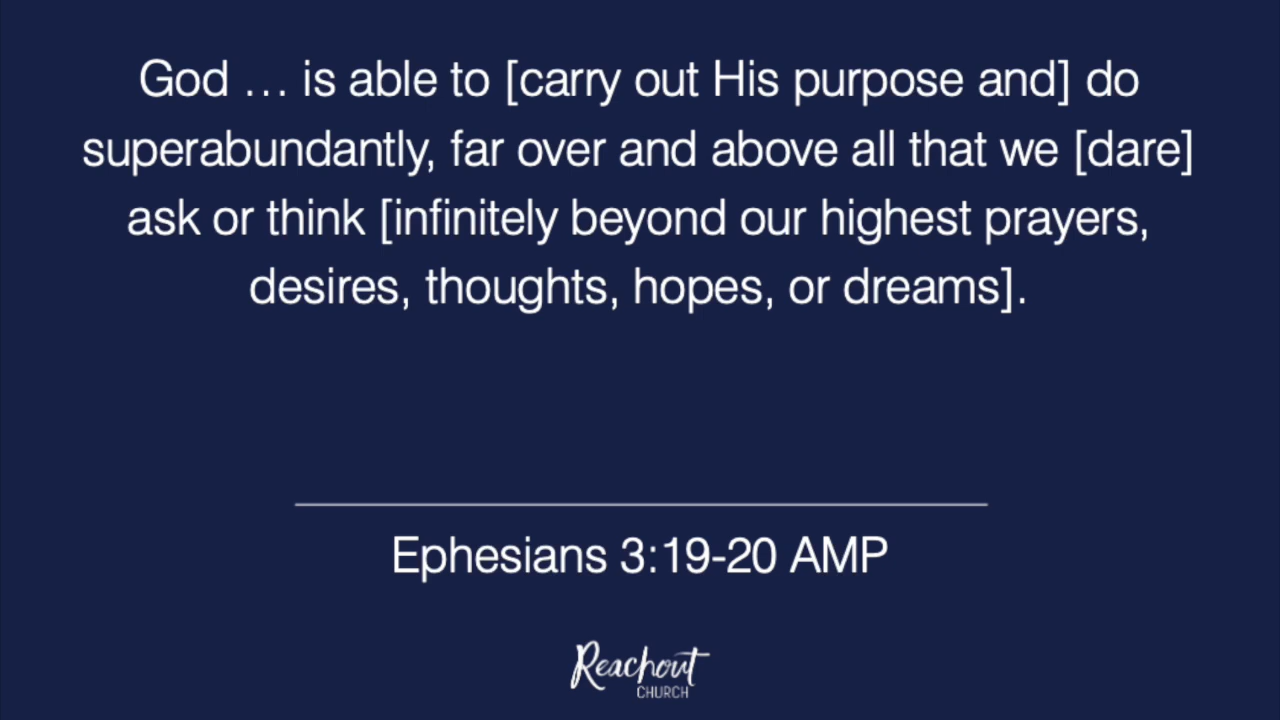 God … is able to [carry out His purpose and] do
superabundantly, far over and above all that we [dare]
ask or think [infinitely beyond our highest prayers,
desires, thoughts, hopes, or dreams].
Ephesians 3:19-20 AMP
Reachout
CHURCH